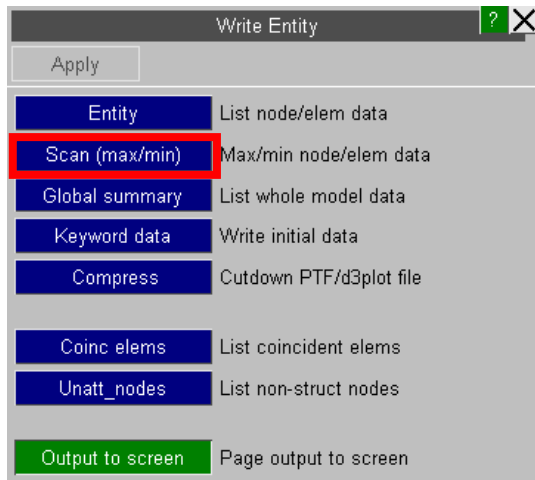 Write Entity ?
Apply
Entity List node/elem data
Scan (max/min) Max/min node/elem data
Global summary List whole model data
Keyword data Write initial data
Compress Cutdown PTF/d3plot file
Coinc elems List coincident elems
Unatt_nodes List non-struct nodes
Output to screen Page output to screen